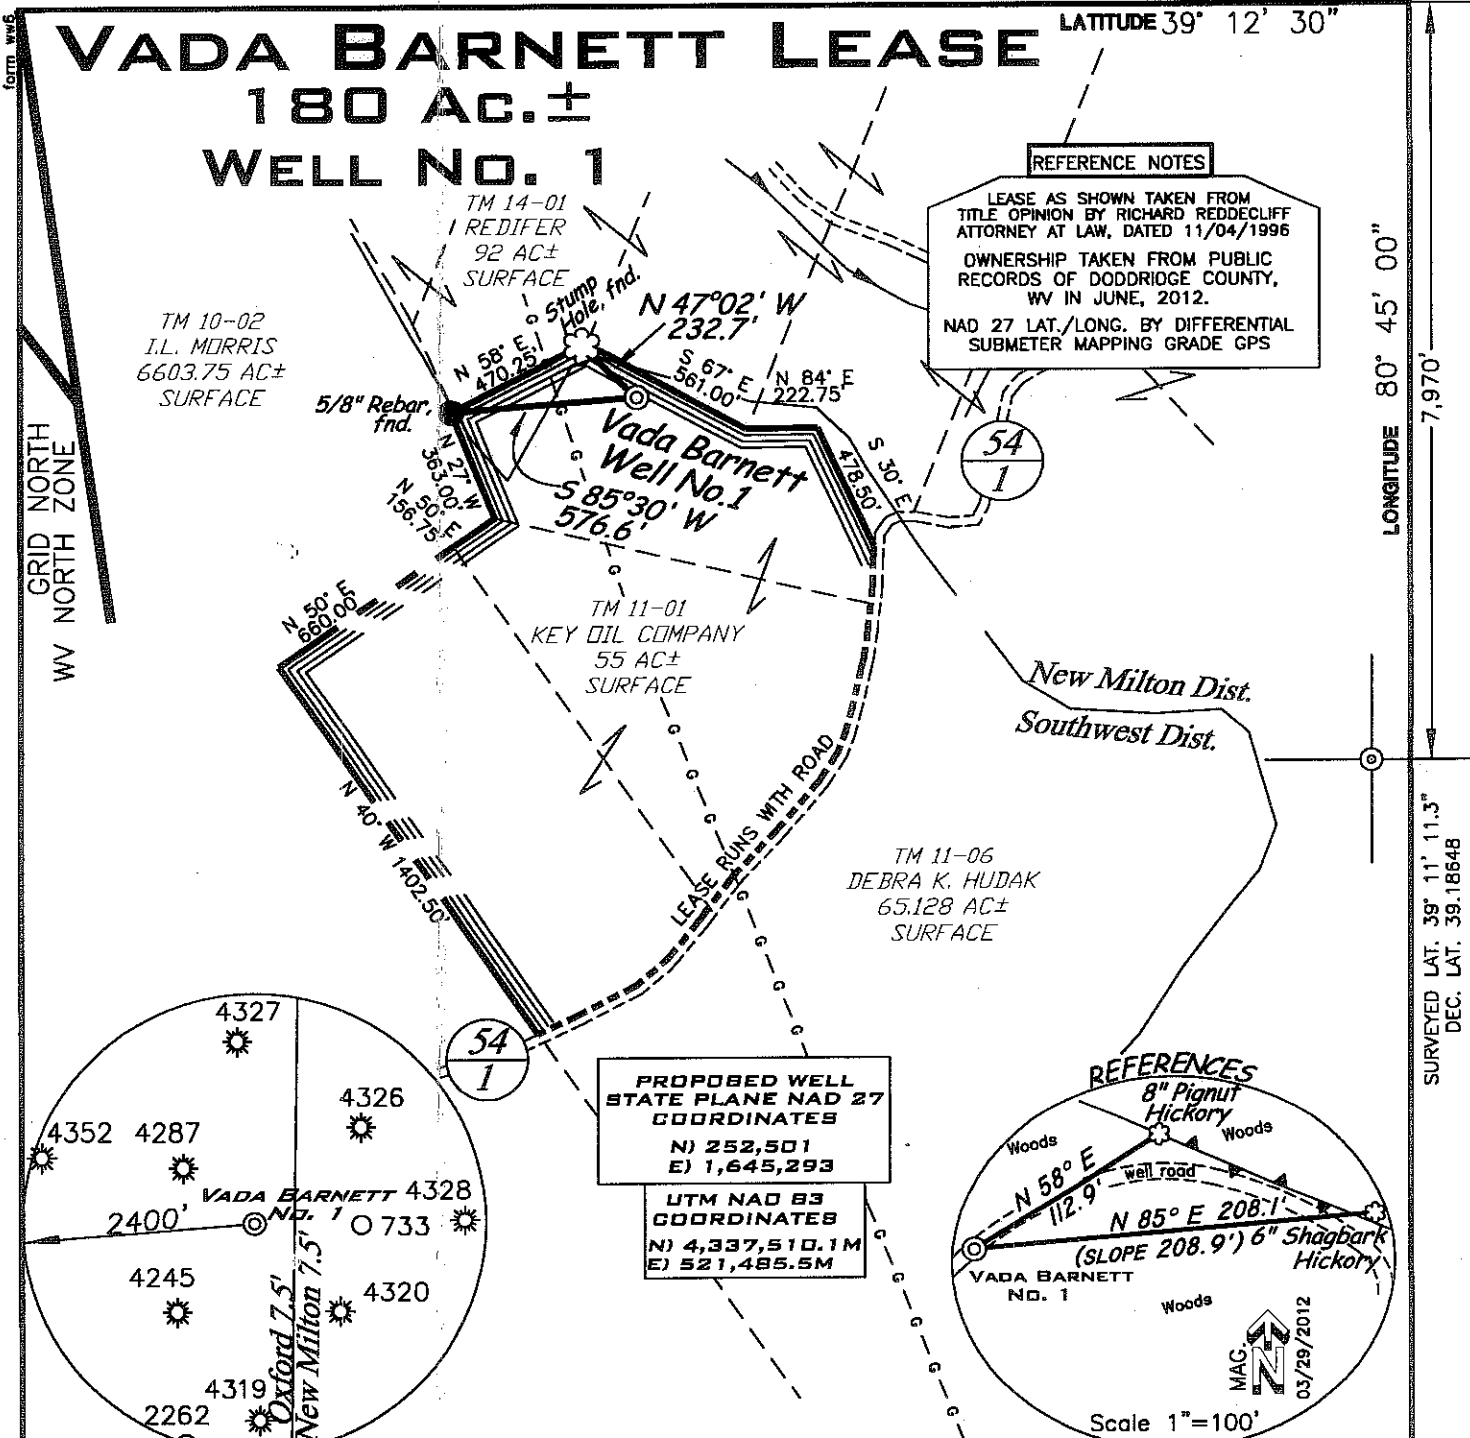 form ww6
VADA BARNETT LEASE
180 AC.±
WELL NO. 1
LATITUDE 39° 12' 30"
REFERENCE NOTES
LEASE AS SHOWN TAKEN FROM
TITLE OPINION BY RICHARD REDDECLIFF
ATTORNEY AT LAW, DATED 11/04/1996
OWNERSHIP TAKEN FROM PUBLIC
RECORDS OF DODDRIDGE COUNTY,
WV IN JUNE, 2012.
NAD 27 LAT./LONG. BY DIFFERENTIAL
SUBMETER MAPPING GRADE GPS
LONGITUDE 80° 45' 00"
7,970'
SURVEYED LAT. 39° 11' 11.3"
DEC. LAT. 39.18648
GRID NORTH
WV NORTH ZONE
TM 14-01
REDIFER
92 AC±
SURFACE
TM 10-02
I.L. MORRIS
6603.75 AC±
SURFACE
Stump
Hole, fnd.
N 47°02' W
232.7'
N 58° E
470.25'
S 67° E
561.00'
N 84° E
222.75'
5/8" Rebar,
fnd.
N 27° W
363.00'
N 50° E
156.75'
Vada Barnett
Well No.1
S 85°30' W
576.6'
S 30° E
478.50'
54
1
N 50° E
660.00'
TM 11-01
KEY OIL COMPANY
55 AC±
SURFACE
New Milton Dist.
Southwest Dist.
N 40° W 1402.50'
LEASE RUNS WITH ROAD
TM 11-06
DEBRA K. HUDAK
65.128 AC±
SURFACE
G G G G G G G G G G G G G G G G G G G
54
1
PROPOSED WELL
STATE PLANE NAD 27
COORDINATES
N) 252,501
E) 1,645,293
UTM NAD 83
COORDINATES
N) 4,337,510.1M
E) 521,485.5M
4327
4326
4352 4287
VADA BARNETT
NO. 1
4328
2400'
733
4245
4320
4319
2262
Oxford 7.5'
New Milton 7.5'
REFERENCES
8" Pignut
Hickory
Woods
Woods
well road
N 58° E
112.9'
N 85° E 208.1'
(SLOPE 208.9') 6" Shagbark
Hickory
VADA BARNETT
NO. 1
Woods
MAG.
N
03/29/2012
Scale 1"=100'